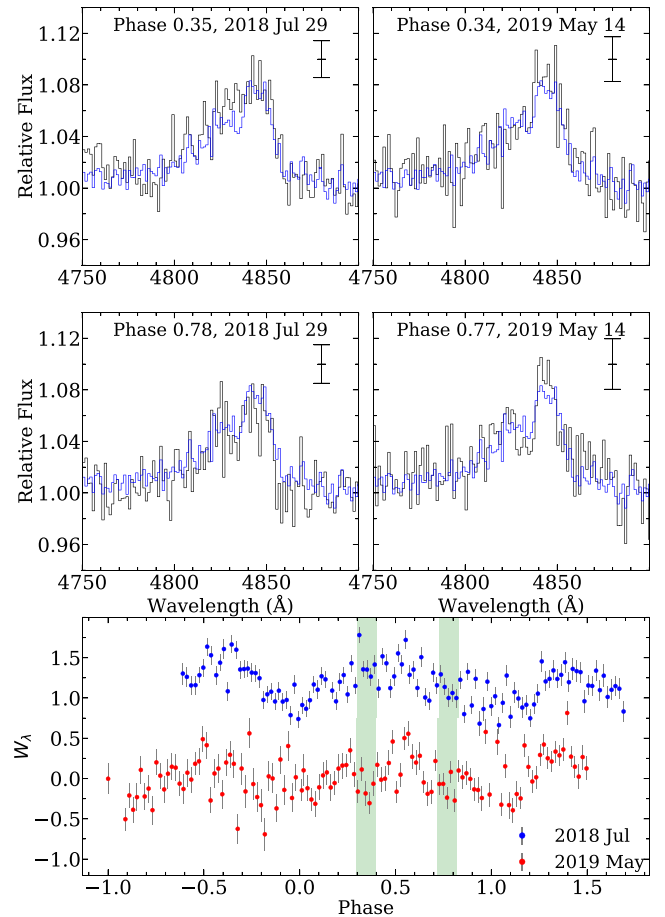 Phase 0.35, 2018 Jul 29
Phase 0.34, 2019 May 14
1.12
1.08
1.04
1.00
0.96
Relative Flux
4750 4800 4850 4900
4750 4800 4850 4900
Phase 0.78, 2018 Jul 29
Phase 0.77, 2019 May 14
1.12
1.08
1.04
1.00
0.96
Relative Flux
4750 4800 4850 4900
4750 4800 4850 4900
Wavelength (Å)
Wavelength (Å)
1.5
1.0
0.5
0.0
−0.5
−1.0
Wλ
2018 Jul
2019 May
−1.0 −0.5 0.0 0.5 1.0 1.5
Phase